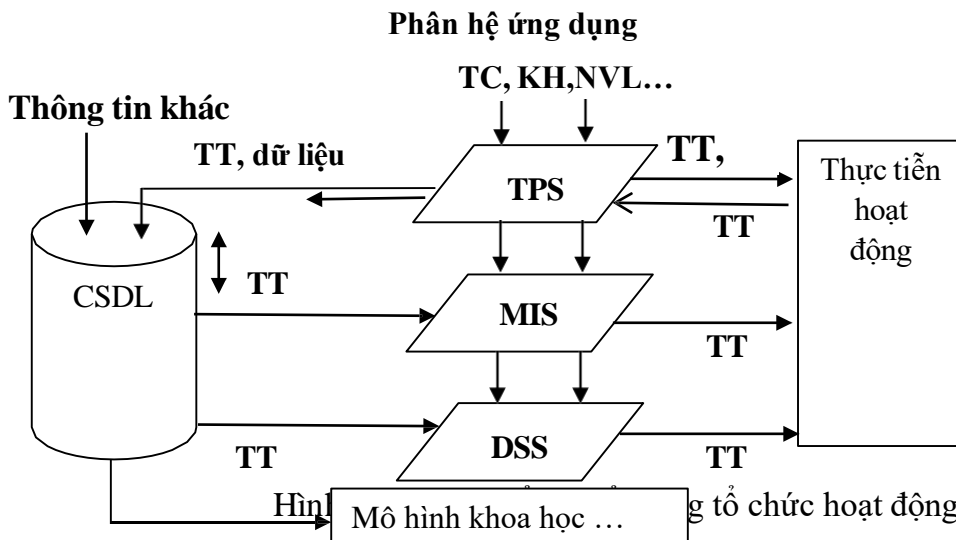 Phân hệ ứng dụng
TC, KH,NVL…
Thông tin khác
TT, dữ liệu
TPS
TT,
TT
Thực tiễn
hoạt
động
CSDL
TT
MIS
TT
TT
DSS
TT
g tổ chức hoạt động
Mô hình khoa học …